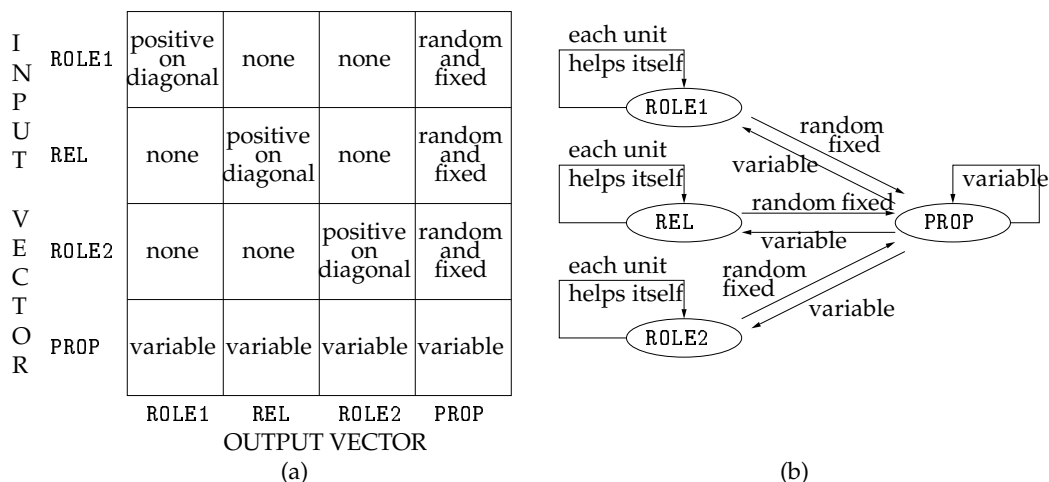 INPUT VECTOR
ROLE1
positive on diagonal
none
none
random and fixed
REL
none
positive on diagonal
none
random and fixed
ROLE2
none
none
positive on diagonal
random and fixed
PROP
variable
variable
variable
variable
ROLE1 REL ROLE2 PROP
OUTPUT VECTOR
(a)
each unit
helps itself
ROLE1
random
fixed
variable
each unit
helps itself
REL
random fixed
variable
variable
PROP
each unit
helps itself
ROLE2
random
fixed
variable
(b)